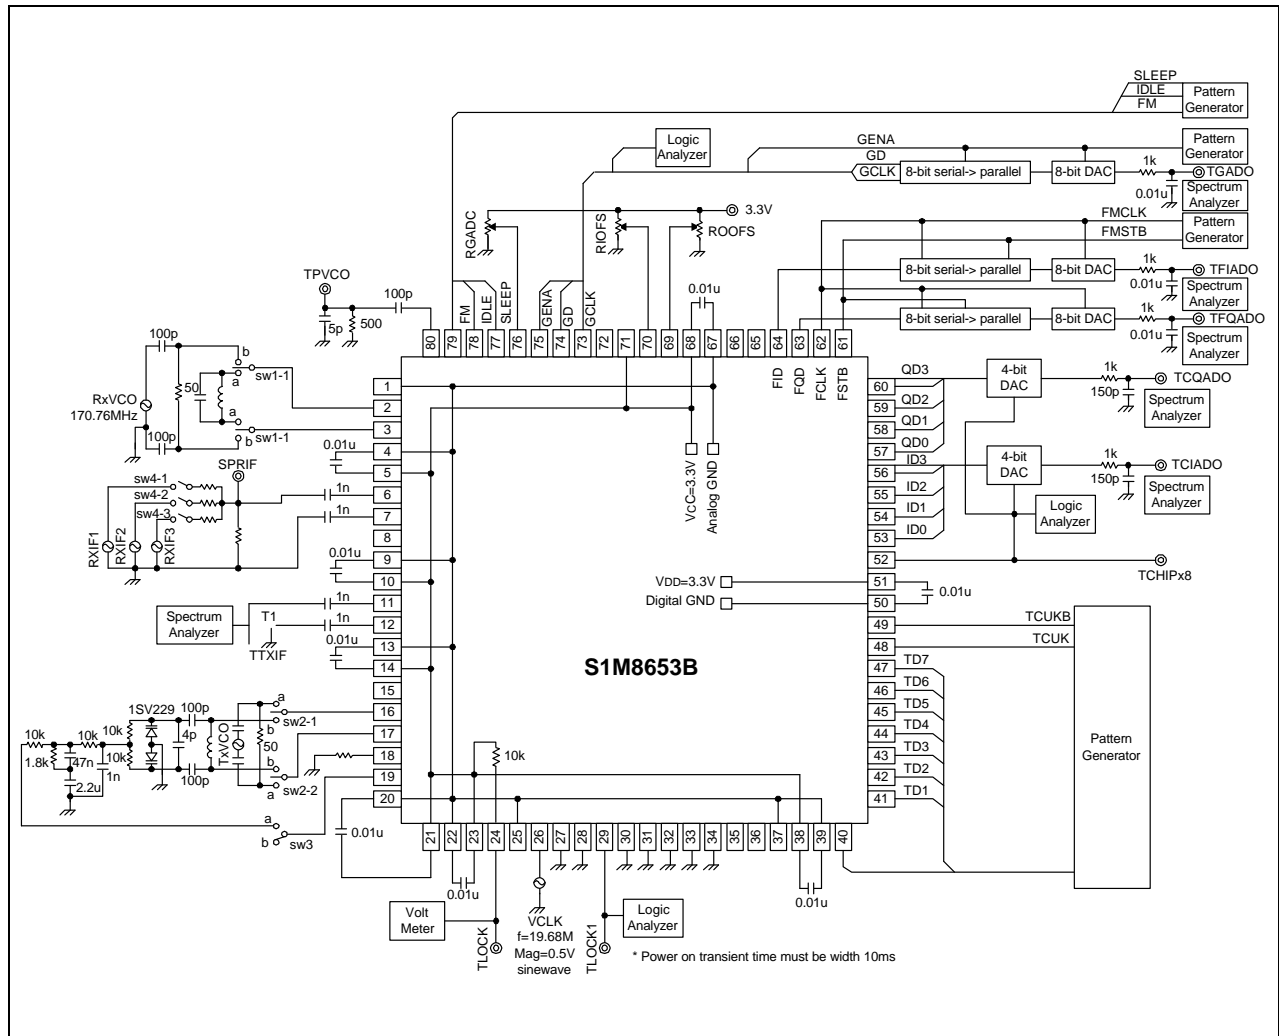 SLEEP
IDLE
FM
Pattern
Generator
Logic
Analyzer
GENA
GD
GCLK
Pattern
Generator
8-bit serial-> parallel
8-bit DAC
1k
TGADO
0.01u
Spectrum
Analyzer
3.3V
RGADC
RIOFS
ROOFS
FMCLK
FMSTB
Pattern
Generator
8-bit serial-> parallel
8-bit DAC
1k
TFIADO
0.01u
Spectrum
Analyzer
8-bit serial-> parallel
8-bit DAC
1k
TFQADO
0.01u
Spectrum
Analyzer
TPVCO
100p
5p
500
FM
IDLE
SLEEP
GENA
GD
GCLK
0.01u
80
79
78
77
76
75
74
73
72
71
70
69
68
67
66
65
64
63
62
61
FID
FQD
FCLK
FSTB
100p
b
a
sw1-1
50
RxVCO
170.76MHz
a
b
sw1-1
100p
1
2
3
4
5
6
7
8
9
10
11
12
13
14
15
16
17
18
19
20
0.01u
SPRIF
sw4-1
sw4-2
sw4-3
1n
1n
RXIF1
RXIF2
RXIF3
0.01u
Spectrum
Analyzer
T1
TTXIF
1n
1n
0.01u
VCC=3.3V
Analog GND
VDD=3.3V
Digital GND
S1M8653B
QD3
QD2
QD1
QD0
ID3
ID2
ID1
ID0
60
59
58
57
56
55
54
53
52
51
50
49
48
47
46
45
44
43
42
41
4-bit
DAC
1k
TCQADO
150p
Spectrum
Analyzer
4-bit
DAC
1k
TCIADO
150p
Spectrum
Analyzer
Logic
Analyzer
TCHIPx8
0.01u
TCUKB
TCUK
TD7
TD6
TD5
TD4
TD3
TD2
TD1
Pattern
Generator
1SV229
100p
10k
10k
10k
1.8k
47n
10k
1n
2.2u
4p
100p
TxVCO
50
a
b
sw2-1
b
a
sw2-2
a
b
sw3
10k
0.01u
21
22
23
24
25
26
27
28
29
30
31
32
33
34
35
36
37
38
39
40
0.01u
0.01u
Volt
Meter
TLOCK
VCLK
f=19.68M
Mag=0.5V
sinewave
TLOCK1
Logic
Analyzer
* Power on transient time must be width 10ms